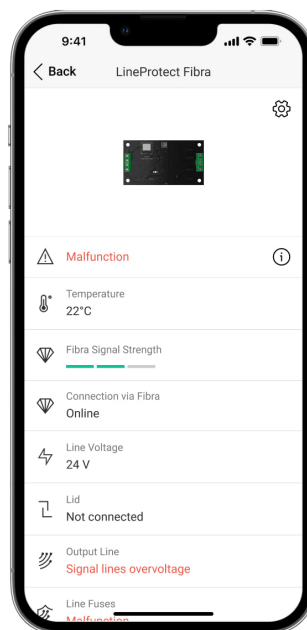 9:41
Back
LineProtect Fibra
Malfunction
Temperature
22°C
Fibra Signal Strength
Connection via Fibra
Online
Line Voltage
24 V
Lid
Not connected
Output Line
Signal lines overvoltage
Line Fuses
Malfunction